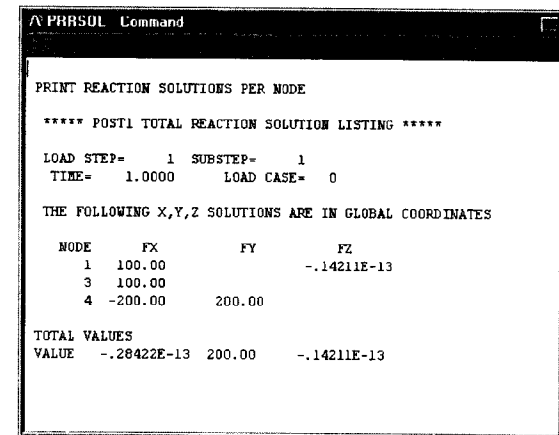 PRRSOL Command
PRINT REACTION SOLUTIONS PER NODE
***** POST1 TOTAL REACTION SOLUTION LISTING *****
LOAD STEP= 1 SUBSTEP= 1
TIME= 1.0000 LOAD CASE= 0
THE FOLLOWING X,Y,Z SOLUTIONS ARE IN GLOBAL COORDINATES
NODE FX FY FZ
1 100.00 -.14211E-13
3 100.00
4 -200.00 200.00
TOTAL VALUES
VALUE -.28422E-13 200.00 -.14211E-13